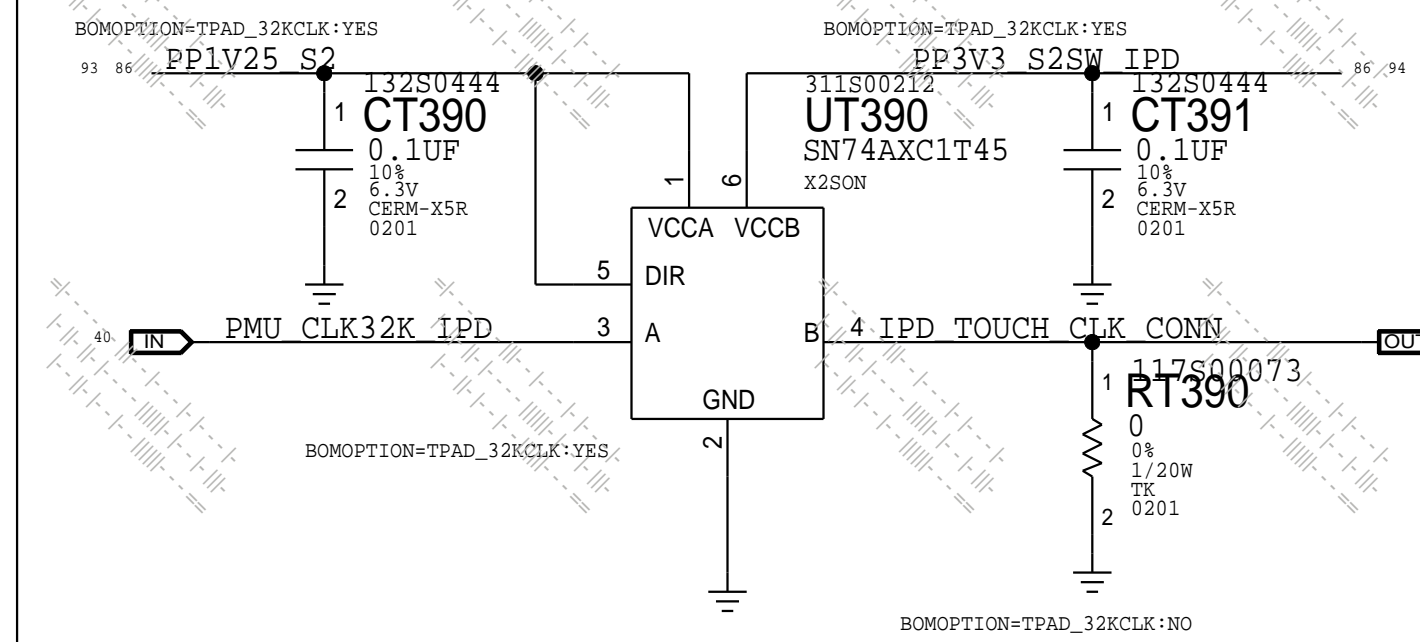 BOMOPTION=TPAD_32KCLK:YES
BOMOPTION=TPAD_32KCLK:YES
93 86
PP1V25_S2
PP3V3_S2SW_IPD
86 94
132S0444
1
CT390
0.1UF
10%
6.3V
2
CERM-X5R
0201
311S00212
UT390
SN74AXC1T45
X2SON
132S0444
1
CT391
0.1UF
10%
6.3V
2
CERM-X5R
0201
1
6
VCCA
VCCB
5
DIR
40
IN
PMU_CLK32K_IPD
3
A
B
4
IPD_TOUCH_CLK_CONN
OUT
GND
2
117S00073
1
RT390
0
0%
1/20W
TK
0201
2
BOMOPTION=TPAD_32KCLK:YES
BOMOPTION=TPAD_32KCLK:NO